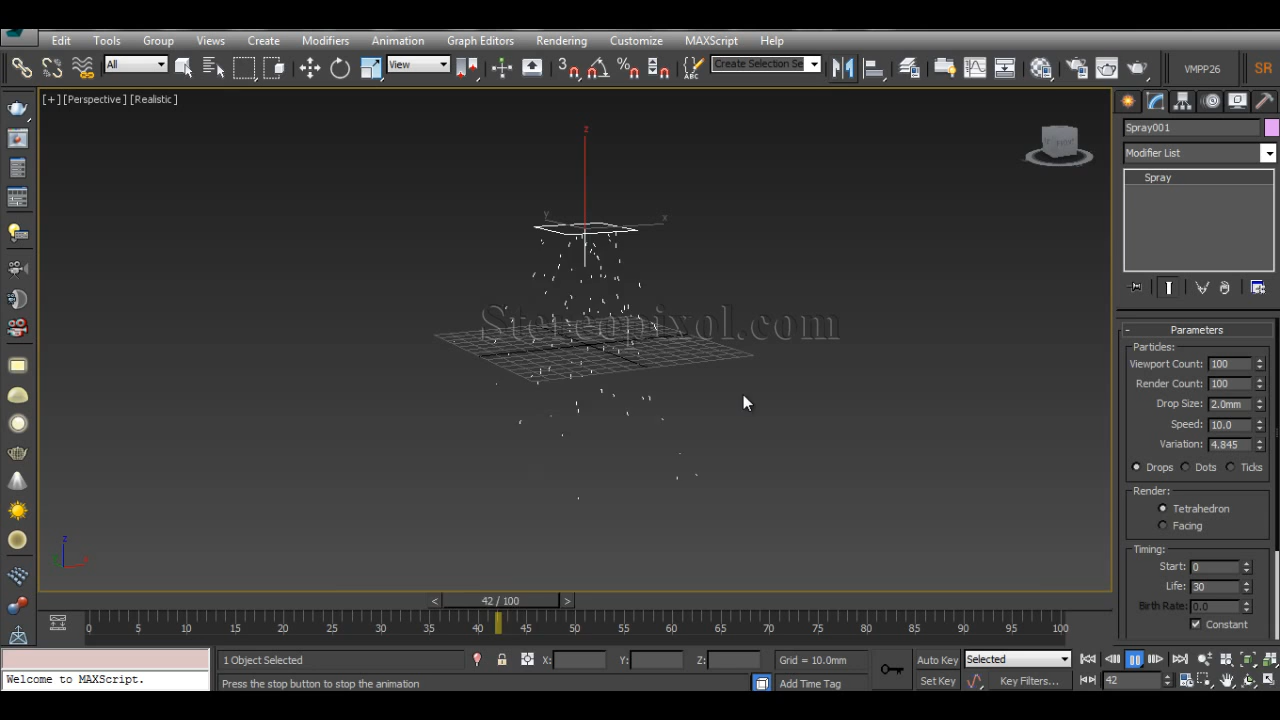 Edit Tools Group Views Create Modifiers Animation Graph Editors Rendering Customize MAXScript Help
All View 3 % ABC Create Selection Se VMPP26 SR
[+] [Perspective] [Realistic]
z
y x
Stereopixol.com
z
Spray001
Modifier List
Spray
- Parameters
Particles:
Viewport Count: 100
Render Count: 100
Drop Size: 2.0mm
Speed: 10.0
Variation: 4.845
Drops Dots Ticks
Render:
Tetrahedron
Facing
Timing:
Start: 0
Life: 30
Birth Rate: 0.0
Constant
< 42 / 100 >
0 5 10 15 20 25 30 35 40 45 50 55 60 65 70 75 80 85 90 95 100
1 Object Selected X: Y: Z: Grid = 10.0mm Auto Key Selected
Welcome to MAXScript. Press the stop button to stop the animation Add Time Tag Set Key Key Filters... 42